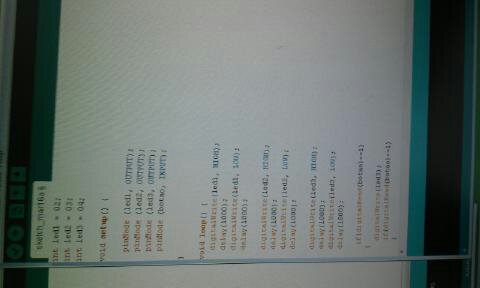 sketch_mar16a§
int led1 = 02;
int led2 = 03;
int led3 = 04;
void setup() {
pinMode (led1, OUTPUT);
pinMode (led2, OUTPUT);
pinMode (led3, OUTPUT);
pinMode (botao, INPUT);
}
void loop() {
digitalWrite(led1, HIGH);
delay(1000);
digitalWrite(led1, LOW);
delay(1000);
digitalWrite(led2, HIGH);
delay(1000);
digitalWrite(led2, LOW);
delay(1000);
digitalWrite(led3, HIGH);
delay(1000);
digitalWrite(led3, LOW);
delay(1000);
if(digitalRead(botao)==1)
{
digitalWrite(led3);
if(digitalRead(botao)==1)
{